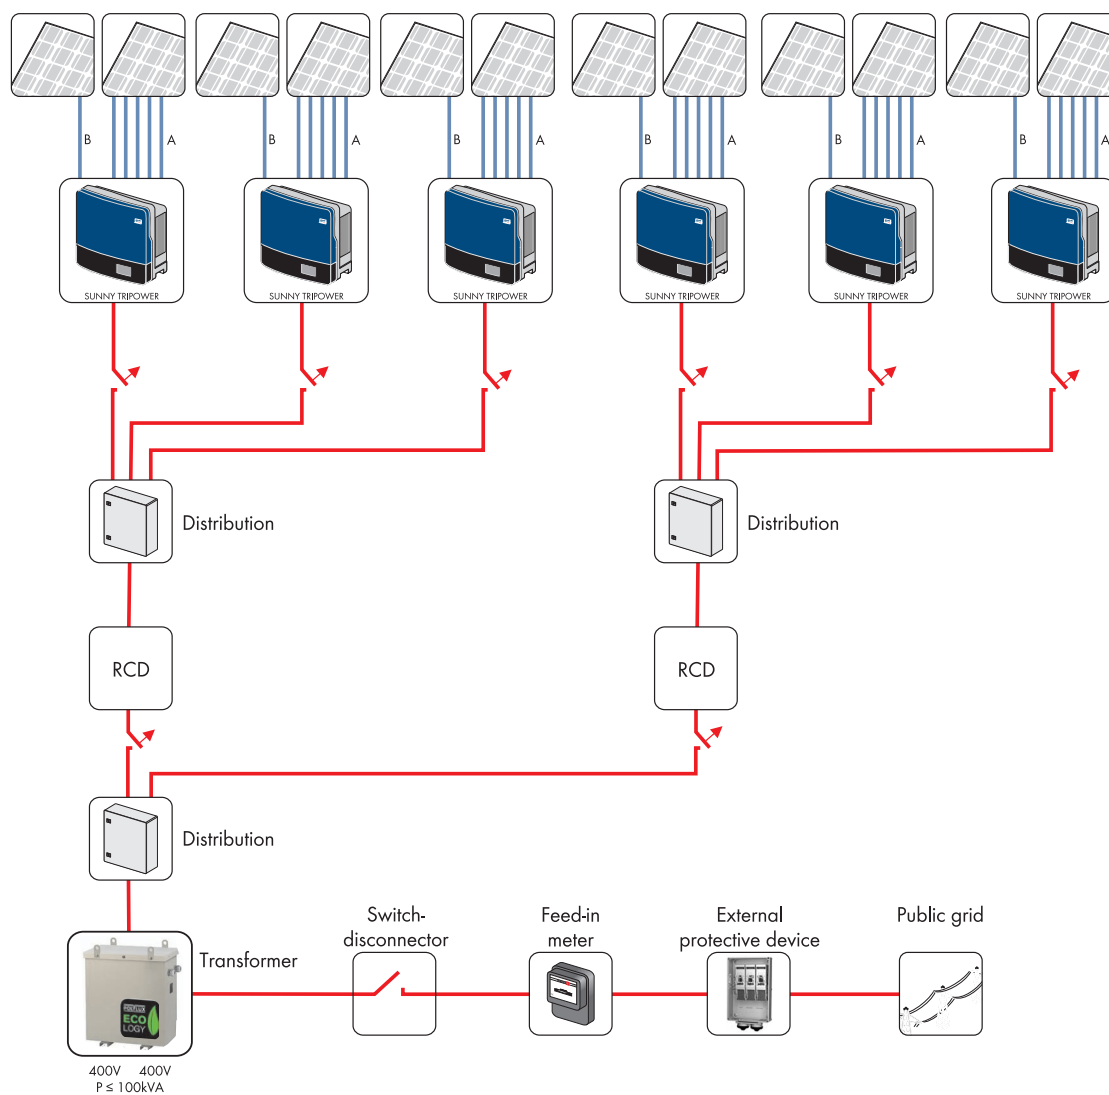 B A B A B A B A B A B A
SUNNY TRIPOWER SUNNY TRIPOWER SUNNY TRIPOWER SUNNY TRIPOWER SUNNY TRIPOWER SUNNY TRIPOWER
Distribution Distribution
RCD RCD
Distribution
Transformer
ECO
LOGY
400V 400V
P ≤ 100kVA
Switch-
disconnector
Feed-in
meter
External
protective device
Public grid